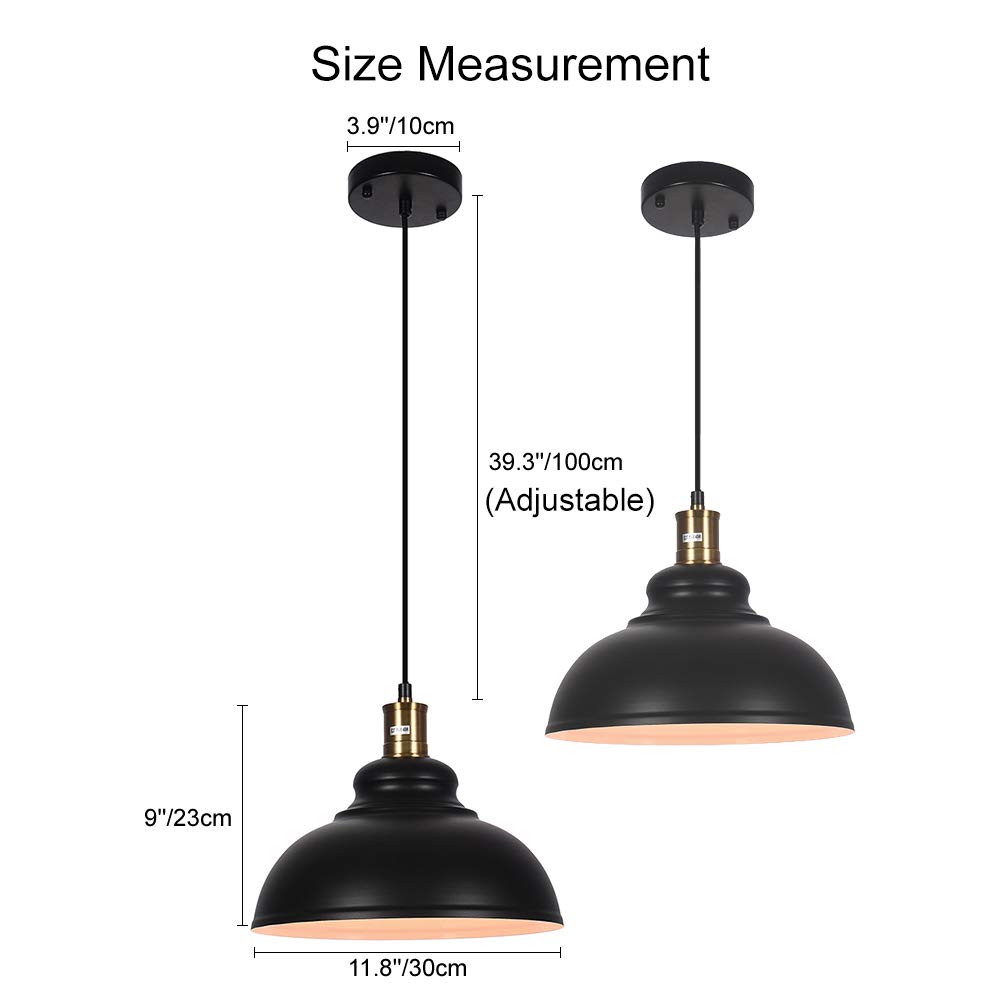 Size Measurement
3.9"/10cm
39.3"/100cm
(Adjustable)
9"/23cm
11.8"/30cm